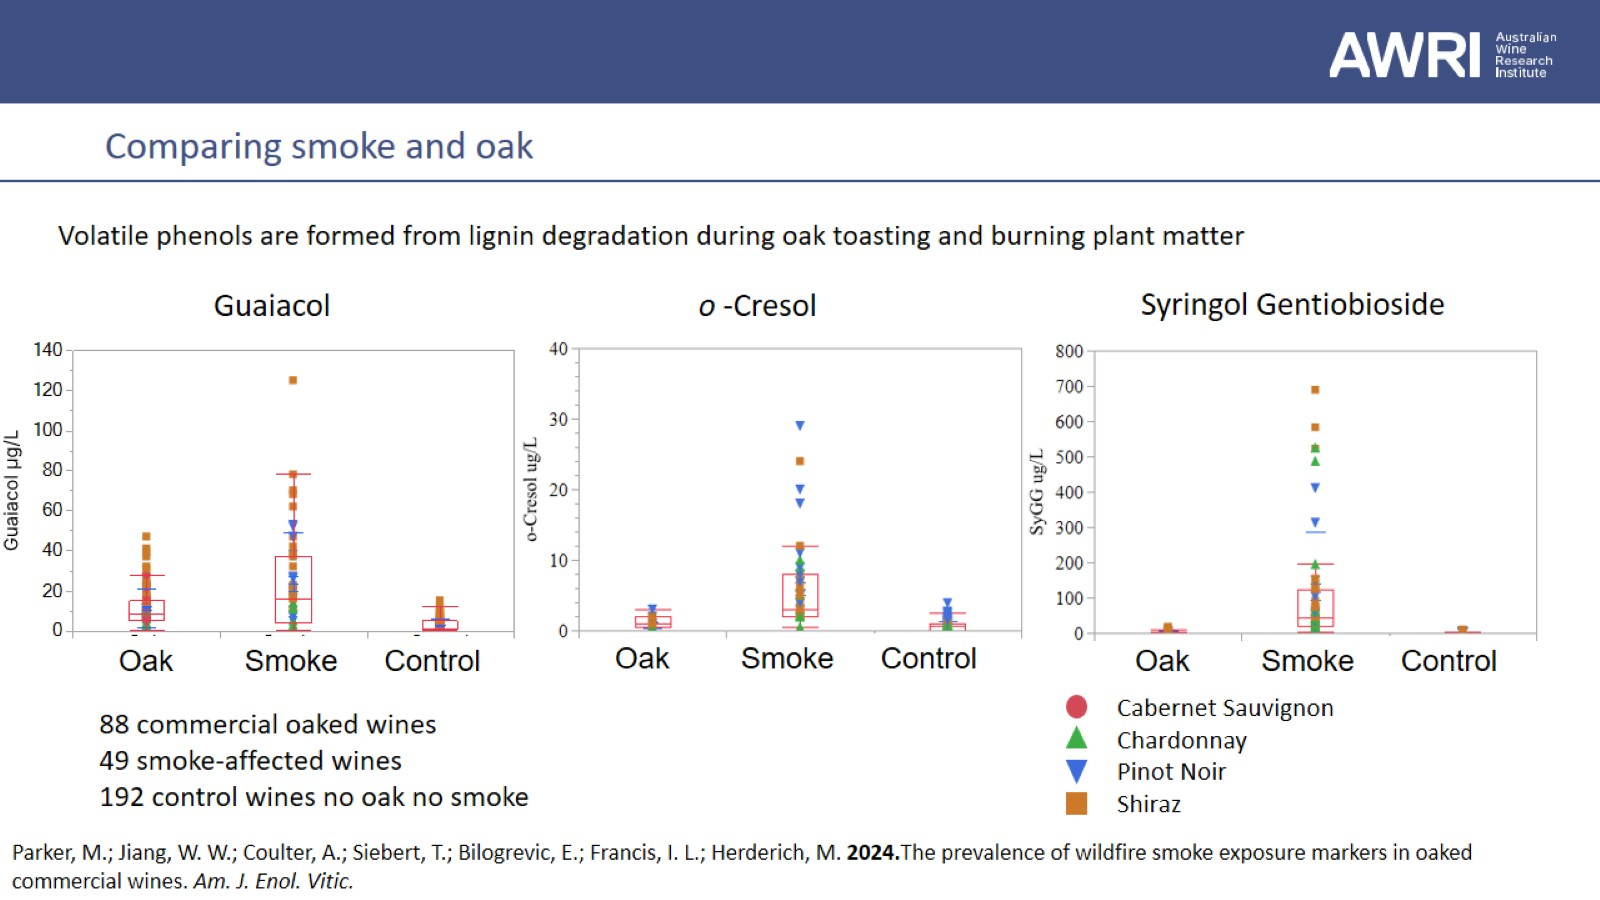 AWRI
Australian
Wine
Research
Institute
Comparing smoke and oak
Volatile phenols are formed from lignin degradation during oak toasting and burning plant matter
Guaiacol
o -Cresol
Syringol Gentiobioside
Guaiacol µg/L
140
120
100
80
60
40
20
0
Oak Smoke Control
o-Cresol ug/L
40
30
20
10
0
Oak Smoke Control
SyGG ug/L
800
700
600
500
400
300
200
100
0
Oak Smoke Control
88 commercial oaked wines
49 smoke-affected wines
192 control wines no oak no smoke
Cabernet Sauvignon
Chardonnay
Pinot Noir
Shiraz
Parker, M.; Jiang, W. W.; Coulter, A.; Siebert, T.; Bilogrevic, E.; Francis, I. L.; Herderich, M. 2024.The prevalence of wildfire smoke exposure markers in oaked
commercial wines. Am. J. Enol. Vitic.